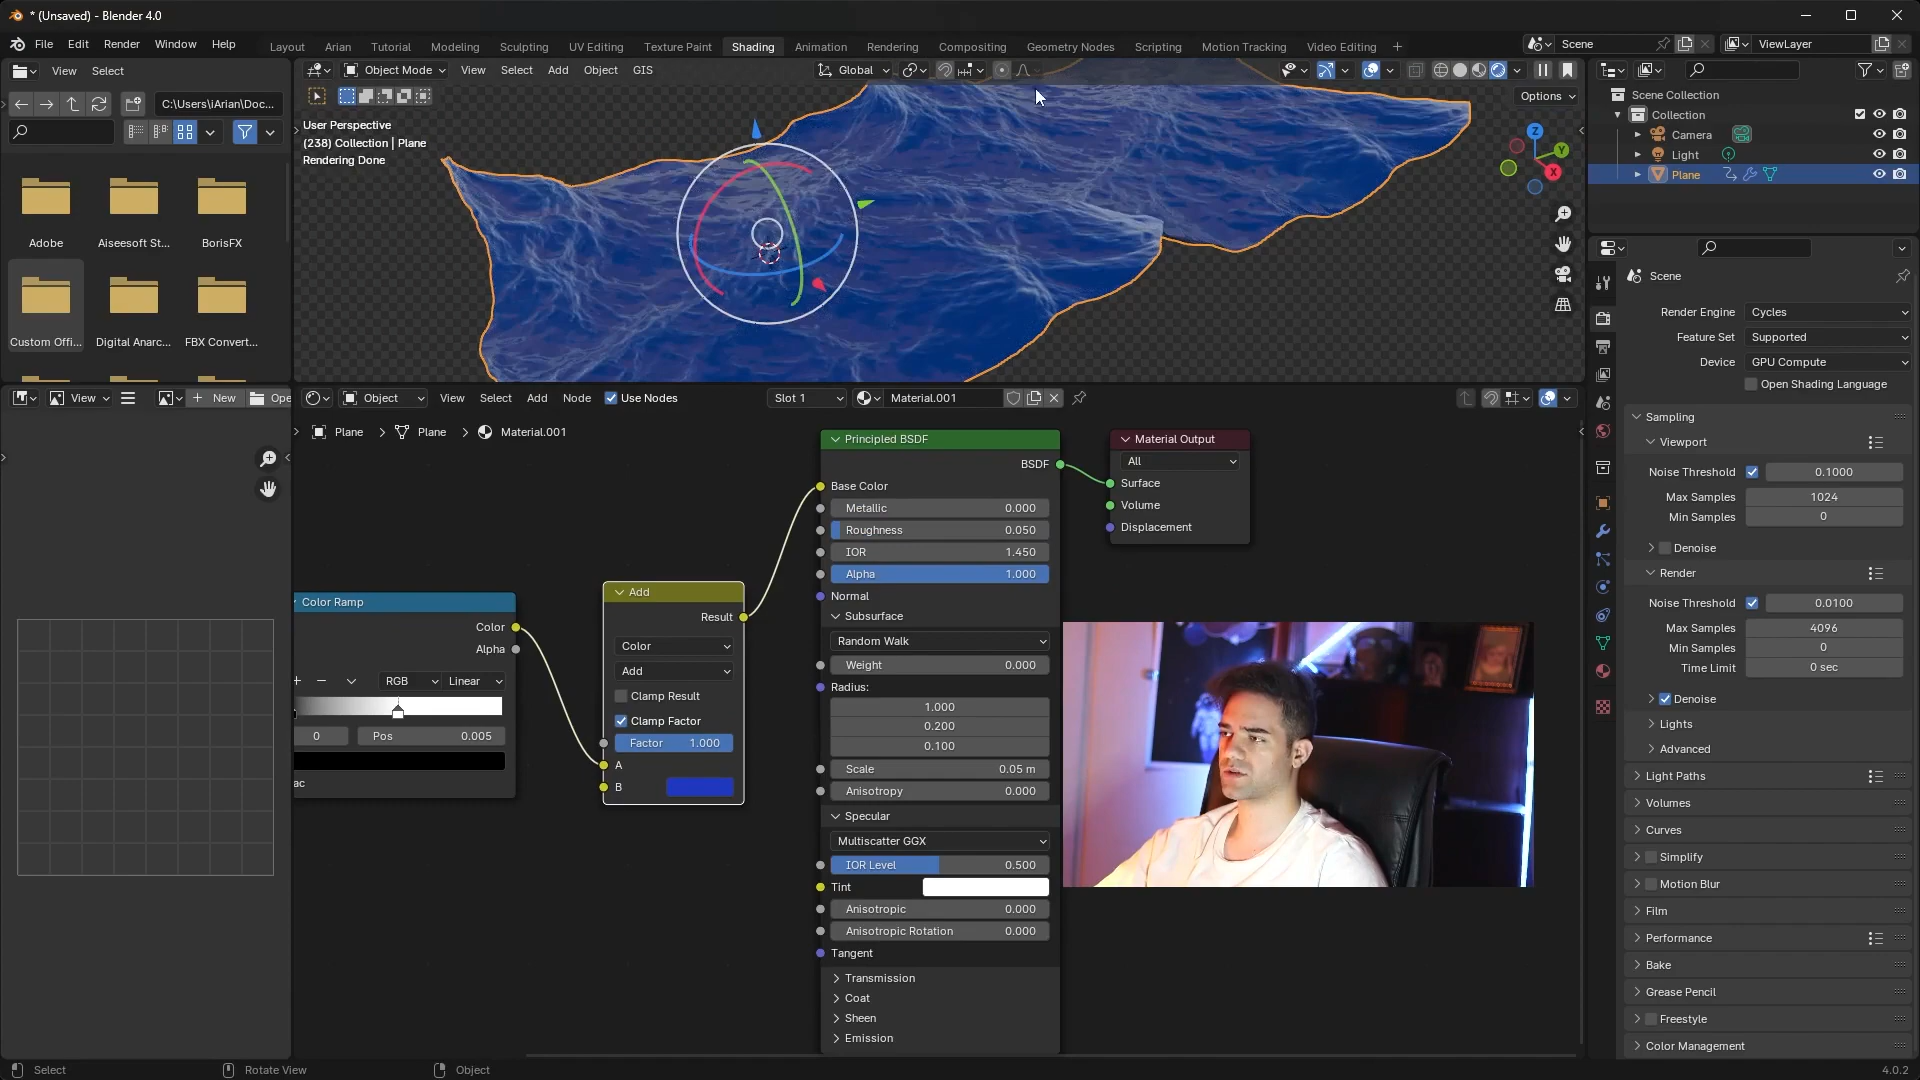 * (Unsaved) - Blender 4.0
File Edit Render Window Help
Layout Arian Tutorial Modeling Sculpting UV Editing Texture Paint Shading Animation Rendering Compositing Geometry Nodes Scripting Motion Tracking Video Editing +
Scene
ViewLayer
View Select
C:\Users\iArian\Doc...
Adobe
Aiseesoft St...
BorisFX
Custom Offi...
Digital Anarc...
FBX Convert...
Object Mode View Select Add Object GIS
Global
Options
User Perspective
(238) Collection | Plane
Rendering Done
Z
Y
X
Scene Collection
Collection
Camera
Light
Plane
View
New
Ope
Object View Select Add Node Use Nodes
Slot 1
Material.001
Plane > Plane > Material.001
Color Ramp
Color
Alpha
RGB
Linear
0
Pos 0.005
ac
Add
Result
Color
Add
Clamp Result
Clamp Factor
Factor 1.000
A
B
Principled BSDF
BSDF
Base Color
Metallic 0.000
Roughness 0.050
IOR 1.450
Alpha 1.000
Normal
Subsurface
Random Walk
Weight 0.000
Radius:
1.000
0.200
0.100
Scale 0.05 m
Anisotropy 0.000
Specular
Multiscatter GGX
IOR Level 0.500
Tint
Anisotropic 0.000
Anisotropic Rotation 0.000
Tangent
Transmission
Coat
Sheen
Emission
Material Output
All
Surface
Volume
Displacement
Scene
Render Engine Cycles
Feature Set Supported
Device GPU Compute
Open Shading Language
Sampling
Viewport
Noise Threshold 0.1000
Max Samples 1024
Min Samples 0
Denoise
Render
Noise Threshold 0.0100
Max Samples 4096
Min Samples 0
Time Limit 0 sec
Denoise
Lights
Advanced
Light Paths
Volumes
Curves
Simplify
Motion Blur
Film
Performance
Bake
Grease Pencil
Freestyle
Color Management
Select
Rotate View
Object
4.0.2